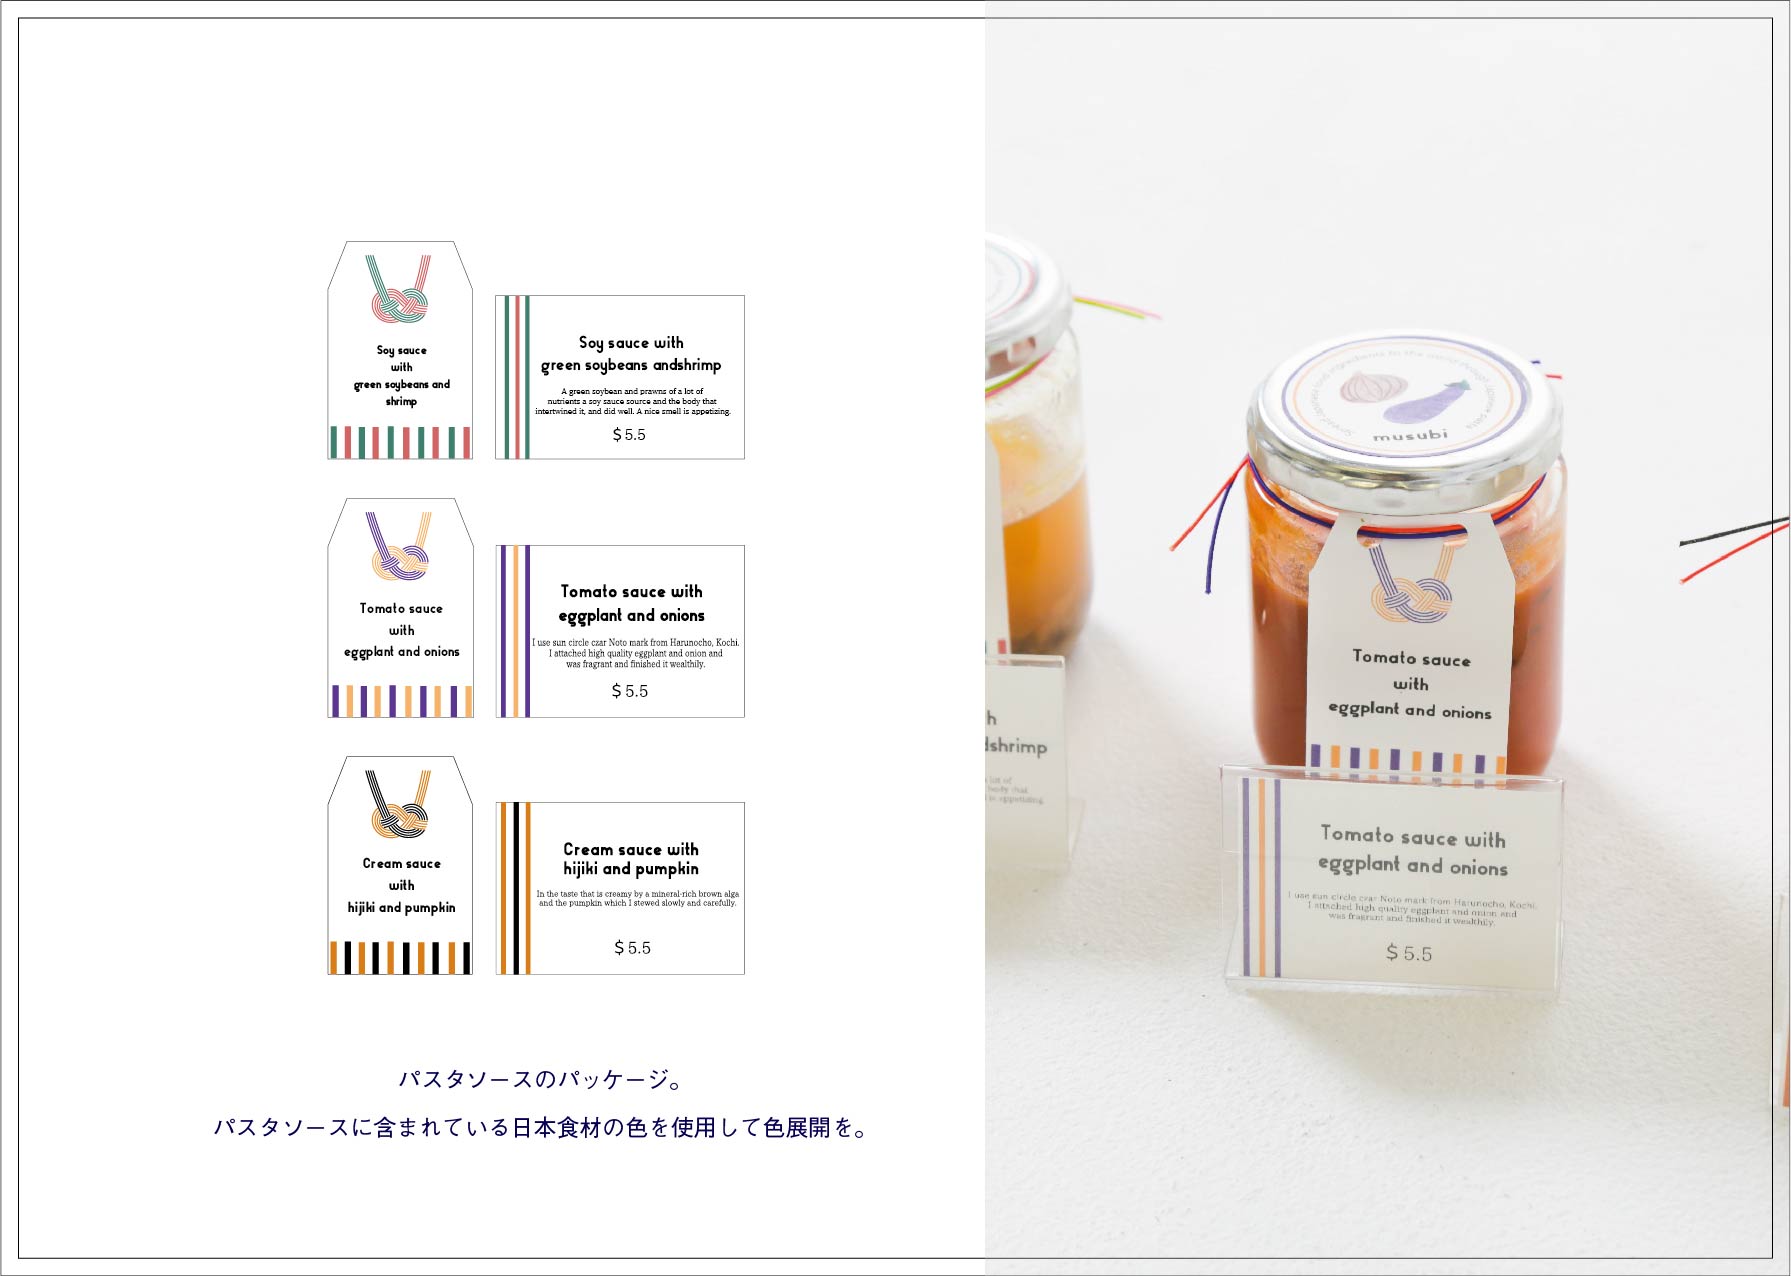 Soy sauce
with
green soybeans and
shrimp
Soy sauce with
green soybeans andshrimp
A green soybean and prawns of a lot of
nutrients a soy sauce source and the body that
intertwined it, and did well. A nice smell is appetizing.
$ 5.5
Tomato sauce
with
eggplant and onions
Tomato sauce with
eggplant and onions
I use sun circle czar Noto mark from Harunocho, Kochi.
I attached high quality eggplant and onion and
was fragrant and finished it wealthily.
$ 5.5
Cream sauce
with
hijiki and pumpkin
Cream sauce with
hijiki and pumpkin
In the taste that is creamy by a mineral-rich brown alga
and the pumpkin which I stewed slowly and carefully.
$ 5.5
パスタソースのパッケージ。
パスタソースに含まれている日本食材の色を使用して色展開を。
h
dshrimp
lot of
body that
is appetizing.
musubi
Tomato sauce
with
eggplant and onions
Tomato sauce with
eggplant and onions
I use sun circle czar Noto mark from Harunocho, Kochi.
I attached high quality eggplant and onion and
was fragrant and finished it wealthily.
$ 5.5